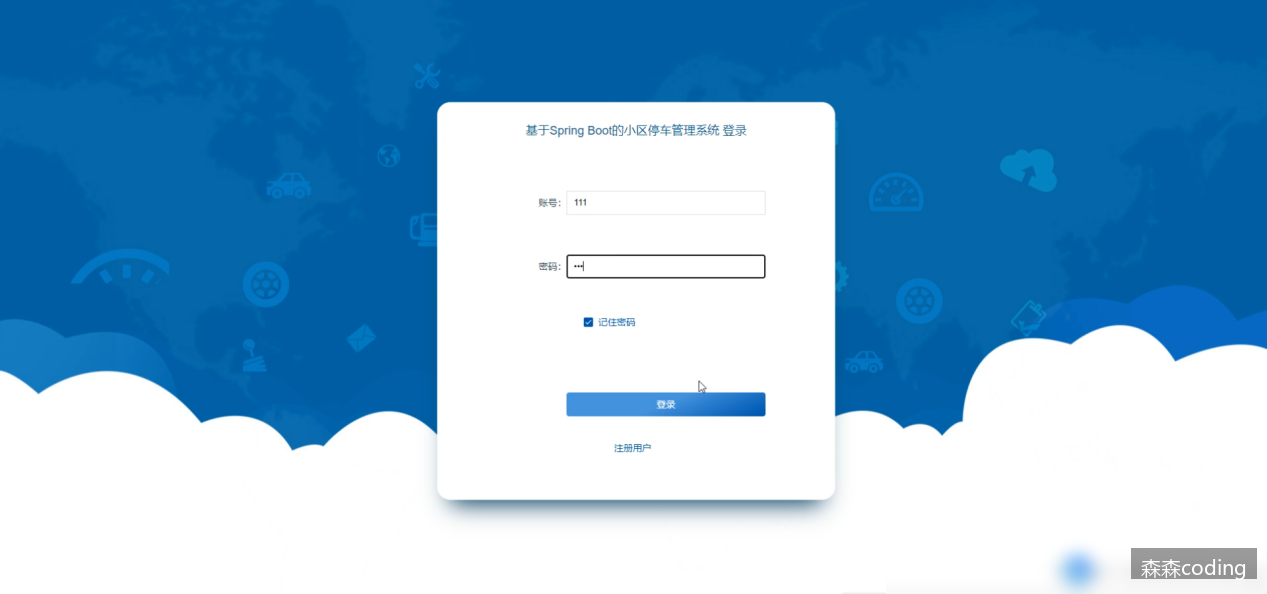 基于Spring Boot的小区停车管理系统 登录
账号： 111
密码： •••
记住密码
登录
注册用户
森森coding